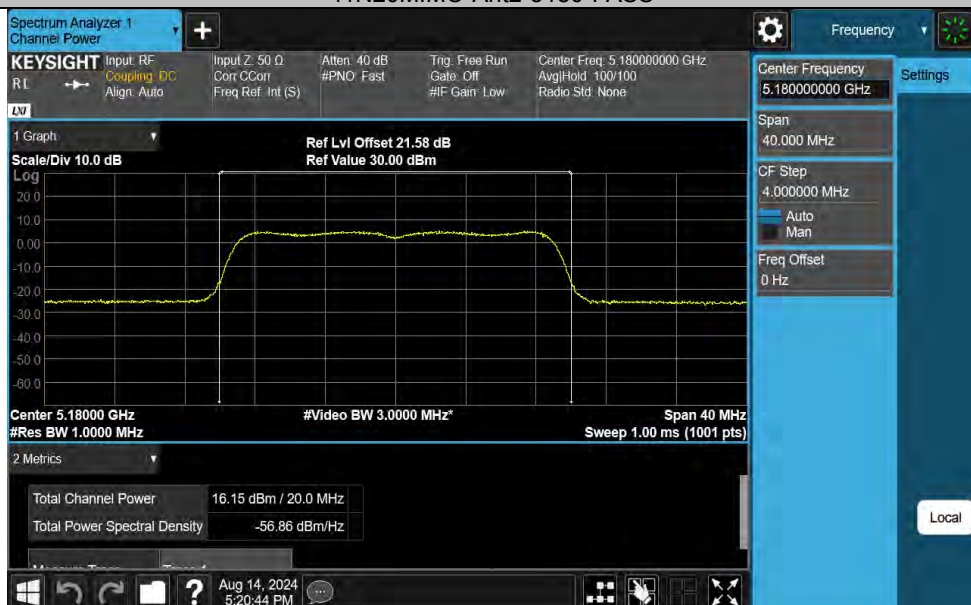 Spectrum Analyzer 1
Channel Power
+
Frequency
KEYSIGHT
RL
LXI
Input: RF
Coupling: DC
Align: Auto
Input Z: 50 Ω
Corr CCorr
Freq Ref: Int (S)
Atten: 40 dB
#PNO: Fast
Trig: Free Run
Gate: Off
#IF Gain: Low
Center Freq: 5.180000000 GHz
Avg|Hold: 100/100
Radio Std: None
Center Frequency
5.180000000 GHz
Settings
Span
40.000 MHz
CF Step
4.000000 MHz
Auto
Man
Freq Offset
0 Hz
Local
1 Graph
Scale/Div 10.0 dB
Ref Lvl Offset 21.58 dB
Ref Value 30.00 dBm
Log
20.0
10.0
0.00
-10.0
-20.0
-30.0
-40.0
-50.0
-60.0
Center 5.18000 GHz
#Video BW 3.0000 MHz*
Span 40 MHz
#Res BW 1.0000 MHz
Sweep 1.00 ms (1001 pts)
2 Metrics
Total Channel Power 16.15 dBm / 20.0 MHz
Total Power Spectral Density -56.86 dBm/Hz
?
Aug 14, 2024
5:20:44 PM